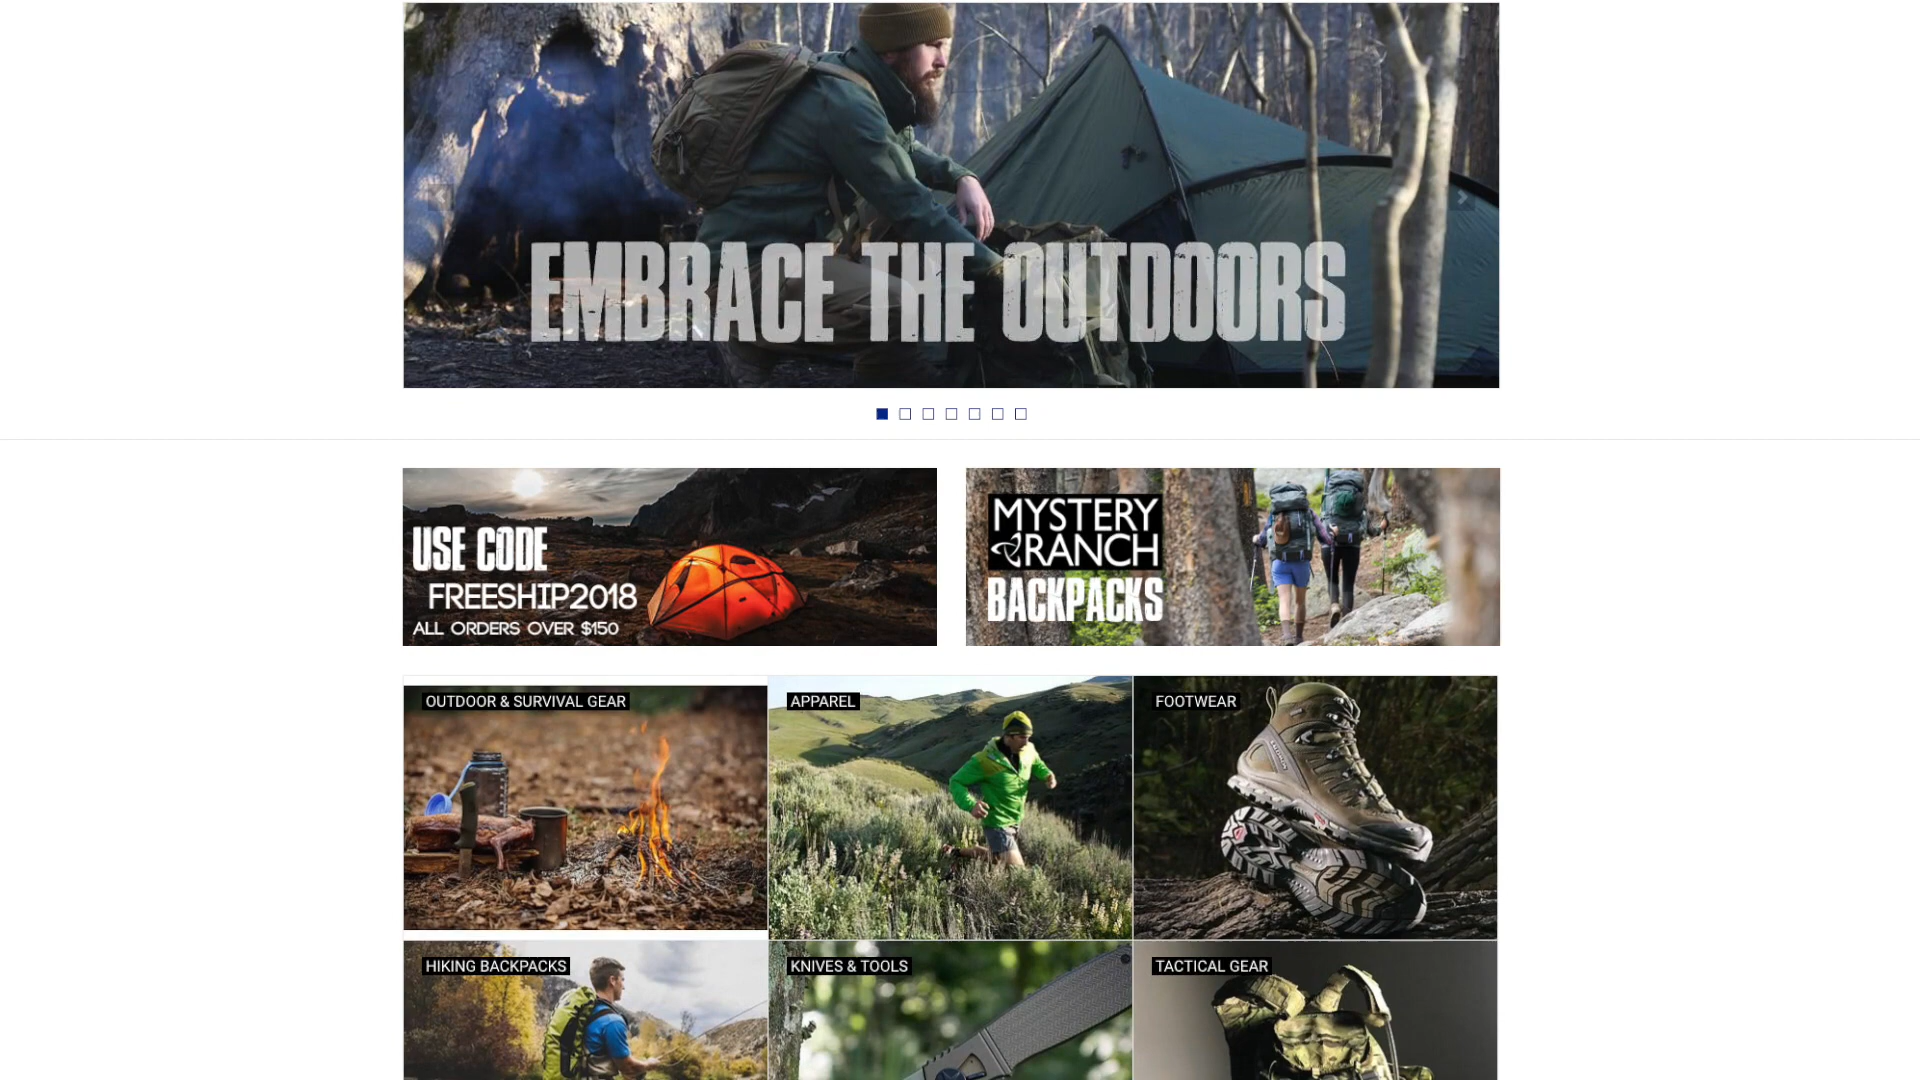 EMBRACE THE OUTDOORS
USE CODE
FREESHIP2018
ALL ORDERS OVER $150
MYSTERY
RANCH
BACKPACKS
OUTDOOR & SURVIVAL GEAR
APPAREL
FOOTWEAR
HIKING BACKPACKS
KNIVES & TOOLS
TACTICAL GEAR